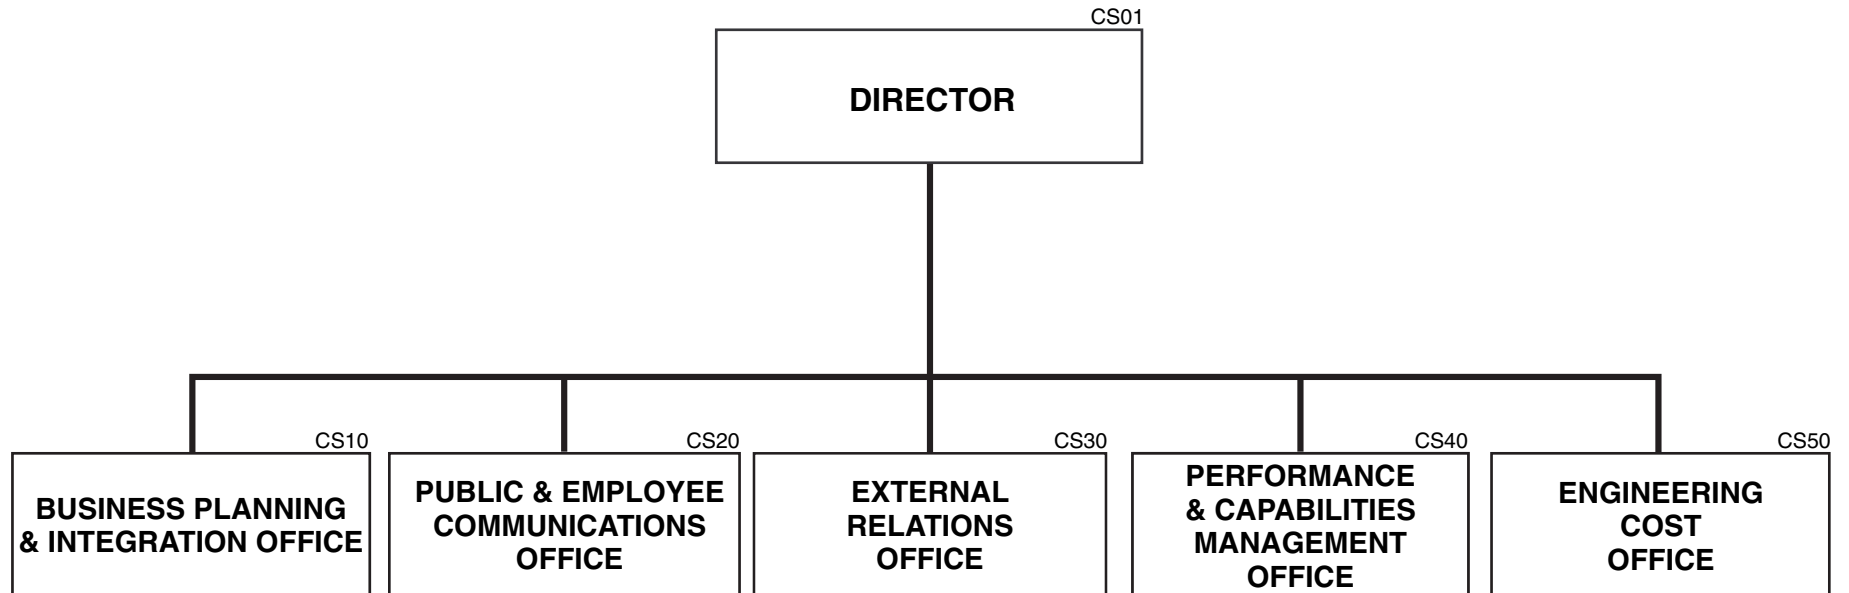 CS01
DIRECTOR
CS10
BUSINESS PLANNING
& INTEGRATION OFFICE
CS20
PUBLIC & EMPLOYEE
COMMUNICATIONS
OFFICE
CS30
EXTERNAL
RELATIONS
OFFICE
CS40
PERFORMANCE
& CAPABILITIES
MANAGEMENT
OFFICE
CS50
ENGINEERING
COST
OFFICE